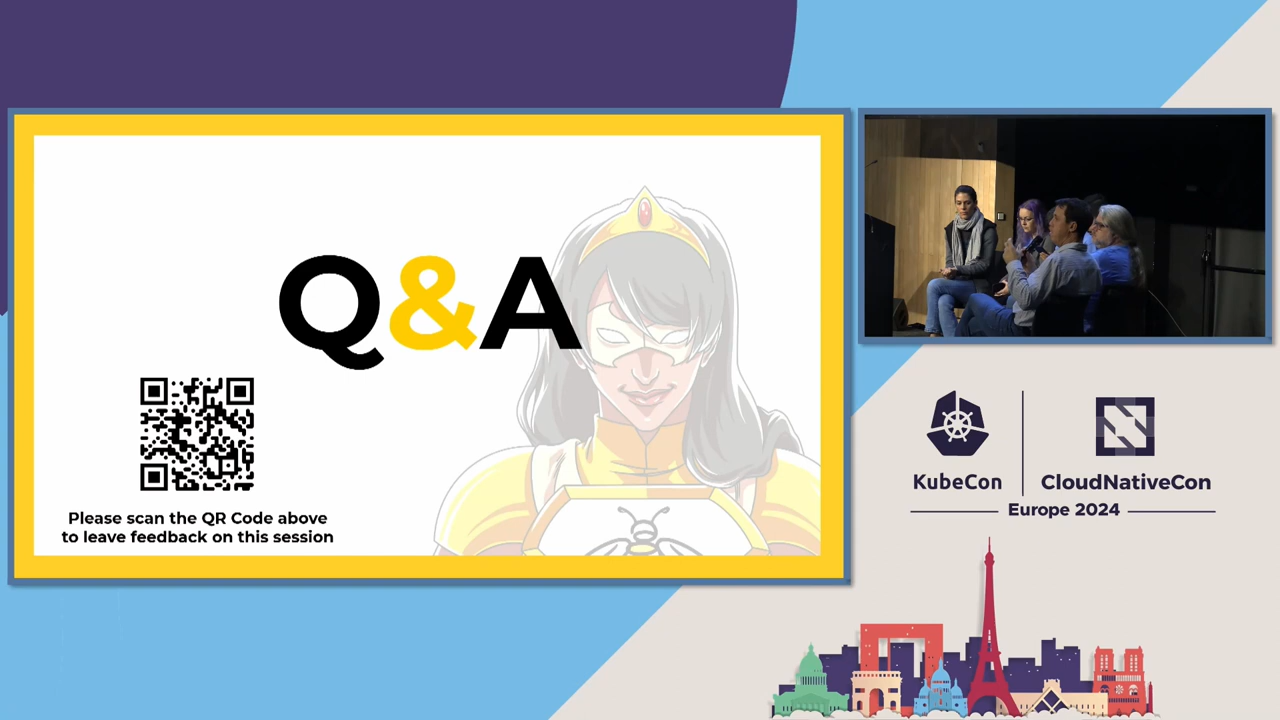 Q&A
Please scan the QR Code above
to leave feedback on this session
KubeCon
CloudNativeCon
Europe 2024